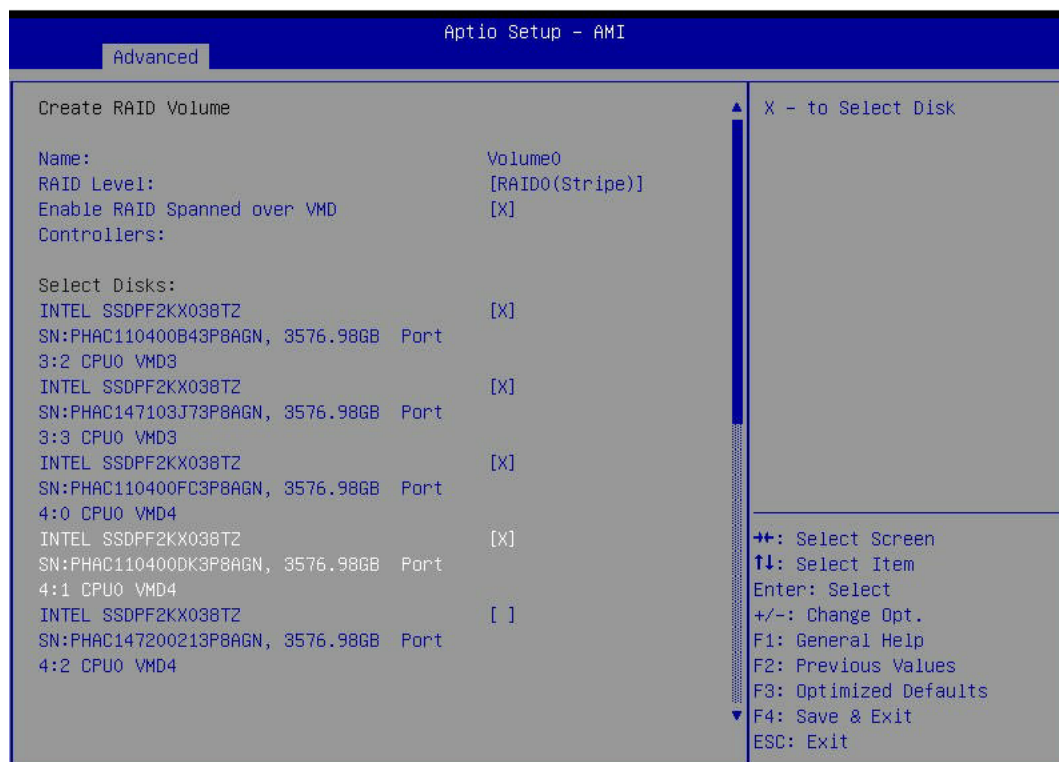 Aptio Setup – AMI
Advanced
Create RAID Volume
Name: Volume0
RAID Level: [RAID0(Stripe)]
Enable RAID Spanned over VMD [X]
Controllers:
Select Disks:
INTEL SSDPF2KX038TZ [X]
SN:PHAC110400B43P8AGN, 3576.98GB Port
3:2 CPU0 VMD3
INTEL SSDPF2KX038TZ [X]
SN:PHAC147103J73P8AGN, 3576.98GB Port
3:3 CPU0 VMD3
INTEL SSDPF2KX038TZ [X]
SN:PHAC110400FC3P8AGN, 3576.98GB Port
4:0 CPU0 VMD4
INTEL SSDPF2KX038TZ [X]
SN:PHAC110400DK3P8AGN, 3576.98GB Port
4:1 CPU0 VMD4
INTEL SSDPF2KX038TZ [ ]
SN:PHAC147200213P8AGN, 3576.98GB Port
4:2 CPU0 VMD4
X – to Select Disk
→←: Select Screen
↑↓: Select Item
Enter: Select
+/-: Change Opt.
F1: General Help
F2: Previous Values
F3: Optimized Defaults
F4: Save & Exit
ESC: Exit